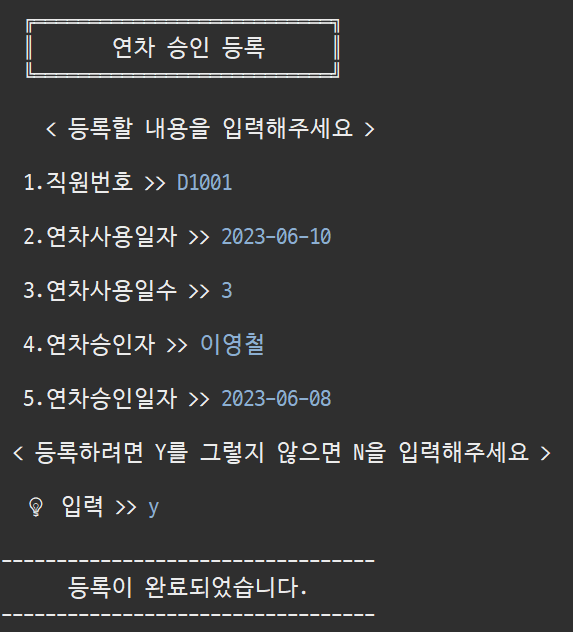 연차 승인 등록
< 등록할 내용을 입력해주세요 >
1.직원번호 >> D1001
2.연차사용일자 >> 2023-06-10
3.연차사용일수 >> 3
4.연차승인자 >> 이영철
5.연차승인일자 >> 2023-06-08
< 등록하려면 Y를 그렇지 않으면 N을 입력해주세요 >
💡 입력 >> y
----------------------------------
등록이 완료되었습니다.
----------------------------------